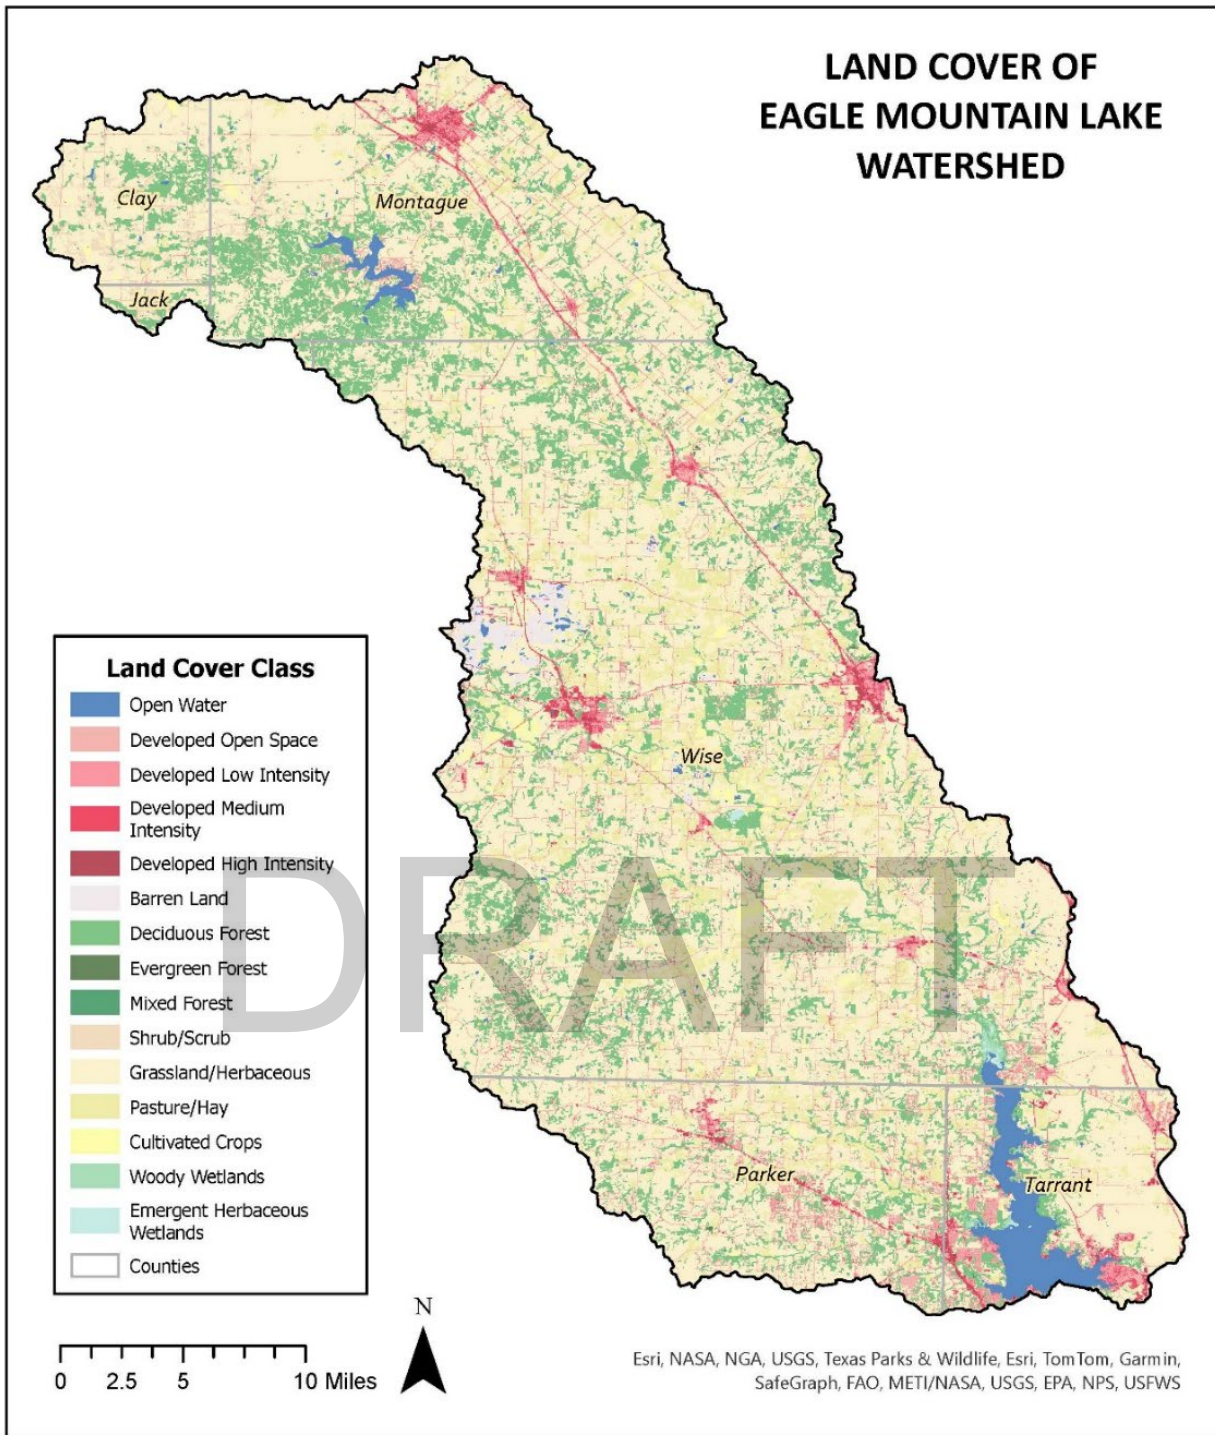 LAND COVER OF
EAGLE MOUNTAIN LAKE
WATERSHED
Clay
Montague
Jack
Wise
Parker
Tarrant
DRAFT
Land Cover Class
Open Water
Developed Open Space
Developed Low Intensity
Developed Medium
Intensity
Developed High Intensity
Barren Land
Deciduous Forest
Evergreen Forest
Mixed Forest
Shrub/Scrub
Grassland/Herbaceous
Pasture/Hay
Cultivated Crops
Woody Wetlands
Emergent Herbaceous
Wetlands
Counties
N
0 2.5 5 10 Miles
Esri, NASA, NGA, USGS, Texas Parks & Wildlife, Esri, TomTom, Garmin,
SafeGraph, FAO, METI/NASA, USGS, EPA, NPS, USFWS